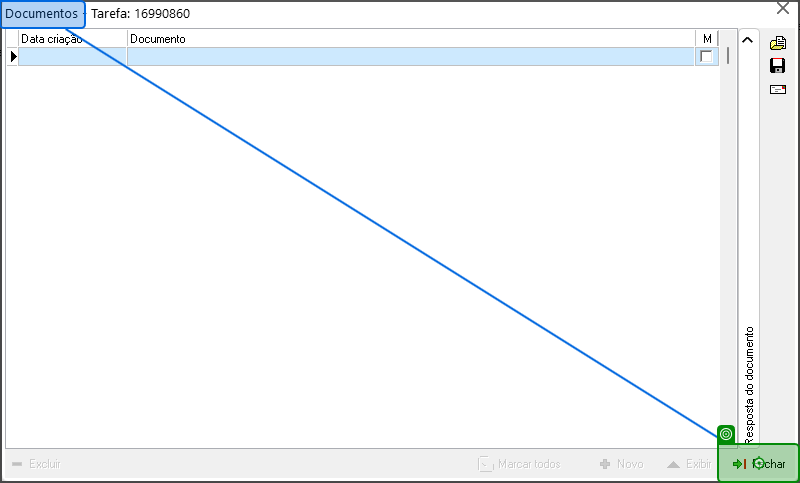 Documentos - Tarefa: 16990860
Data criação Documento M
Resposta do documento
Excluir Marcar todos Novo Exibir Fechar